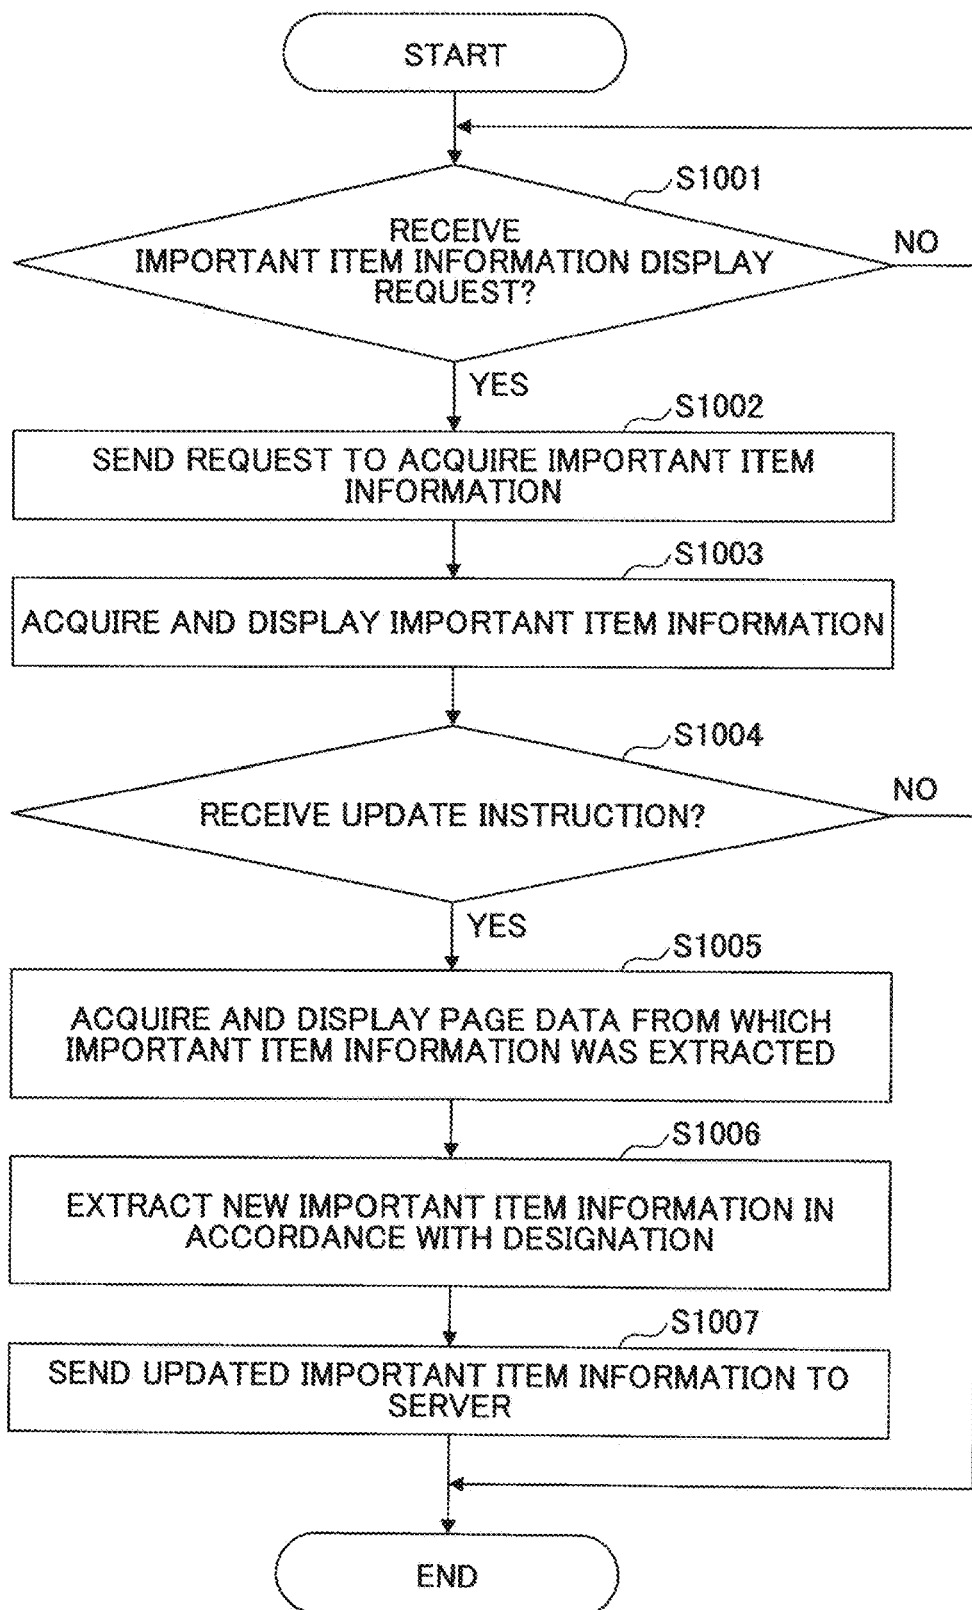 START
S1001
RECEIVE
IMPORTANT ITEM INFORMATION DISPLAY
REQUEST?
NO
YES
S1002
SEND REQUEST TO ACQUIRE IMPORTANT ITEM
INFORMATION
S1003
ACQUIRE AND DISPLAY IMPORTANT ITEM INFORMATION
S1004
RECEIVE UPDATE INSTRUCTION?
NO
YES
S1005
ACQUIRE AND DISPLAY PAGE DATA FROM WHICH
IMPORTANT ITEM INFORMATION WAS EXTRACTED
S1006
EXTRACT NEW IMPORTANT ITEM INFORMATION IN
ACCORDANCE WITH DESIGNATION
S1007
SEND UPDATED IMPORTANT ITEM INFORMATION TO
SERVER
END